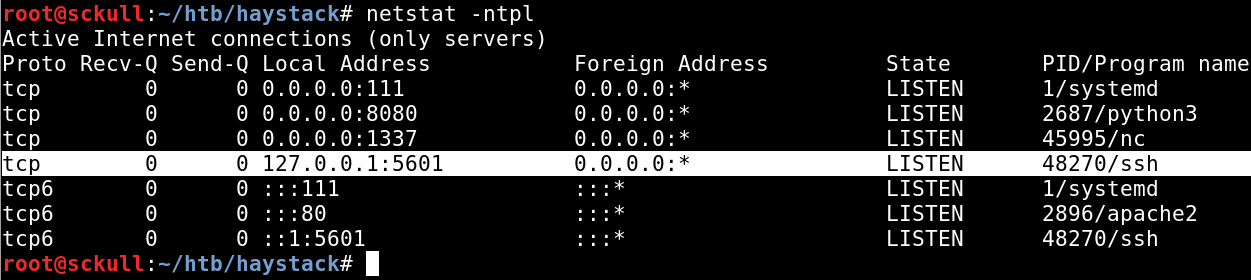 root@sckull:~/htb/haystack# netstat -ntpl
Active Internet connections (only servers)
Proto Recv-Q Send-Q Local Address           Foreign Address         State       PID/Program name
tcp        0      0 0.0.0.0:111             0.0.0.0:*               LISTEN      1/systemd
tcp        0      0 0.0.0.0:8080            0.0.0.0:*               LISTEN      2687/python3
tcp        0      0 0.0.0.0:1337            0.0.0.0:*               LISTEN      45995/nc
tcp        0      0 127.0.0.1:5601          0.0.0.0:*               LISTEN      48270/ssh
tcp6       0      0 :::111                  :::*                    LISTEN      1/systemd
tcp6       0      0 :::80                   :::*                    LISTEN      2896/apache2
tcp6       0      0 ::1:5601                :::*                    LISTEN      48270/ssh
root@sckull:~/htb/haystack#